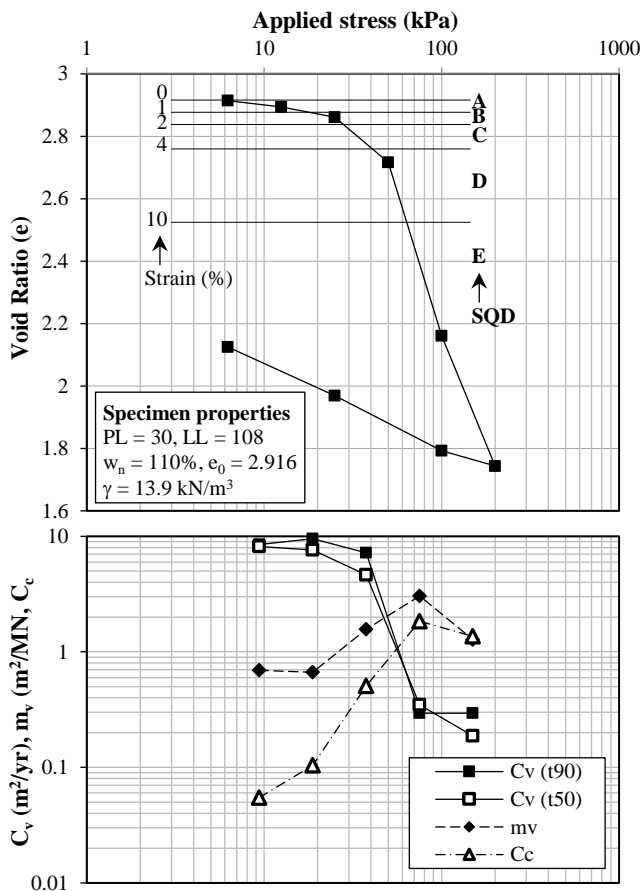 Applied stress (kPa)
1 10 100 1000
3
2.8
2.6
2.4
2.2
2
1.8
1.6
Void Ratio (e)
0
1
2
4
10
Strain (%)
A
B
C
D
E
SQD
Specimen properties
PL = 30, LL = 108
wₙ = 110%, e₀ = 2.916
γ = 13.9 kN/m³
10
1
0.1
0.01
Cᵥ (m²/yr), mᵥ (m²/MN, C_c
Cv (t90)
Cv (t50)
mv
Cc